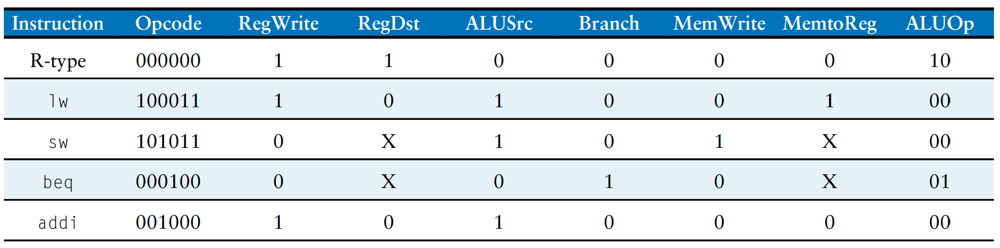 Instruction Opcode RegWrite RegDst ALUSrc Branch MemWrite MemtoReg ALUOp
R-type 000000 1 1 0 0 0 0 10
lw 100011 1 0 1 0 0 1 00
sw 101011 0 X 1 0 1 X 00
beq 000100 0 X 0 1 0 X 01
addi 001000 1 0 1 0 0 0 00